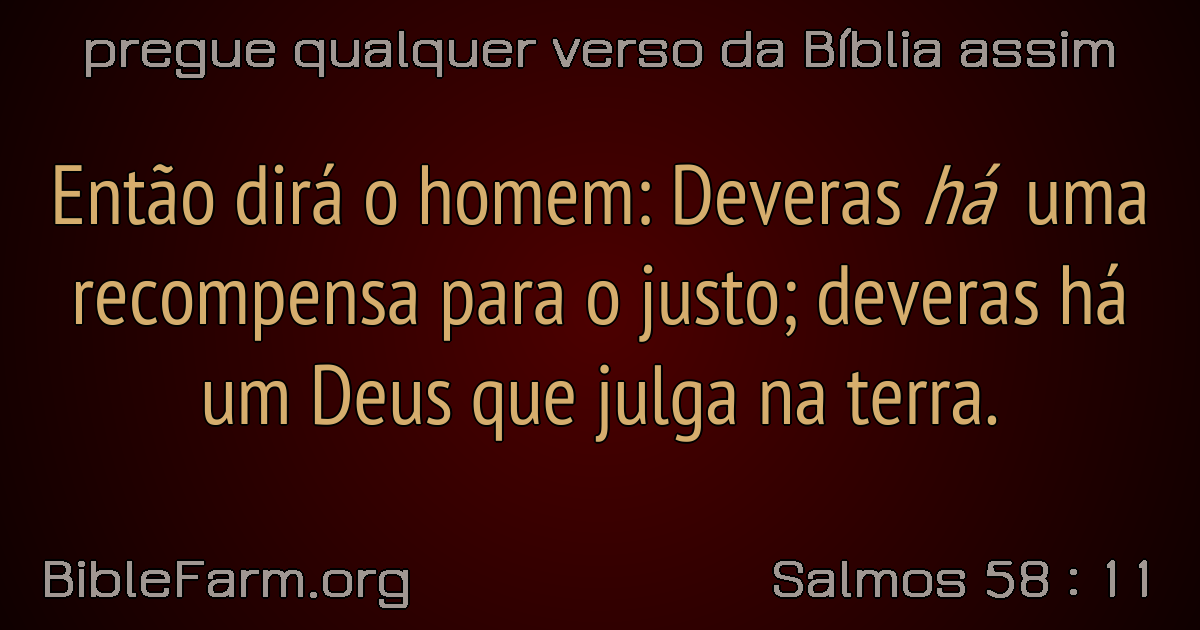 pregue qualquer verso da Bíblia assim
Então dirá o homem: Deveras há uma
recompensa para o justo; deveras há
um Deus que julga na terra.
BibleFarm.org
Salmos 58 : 11